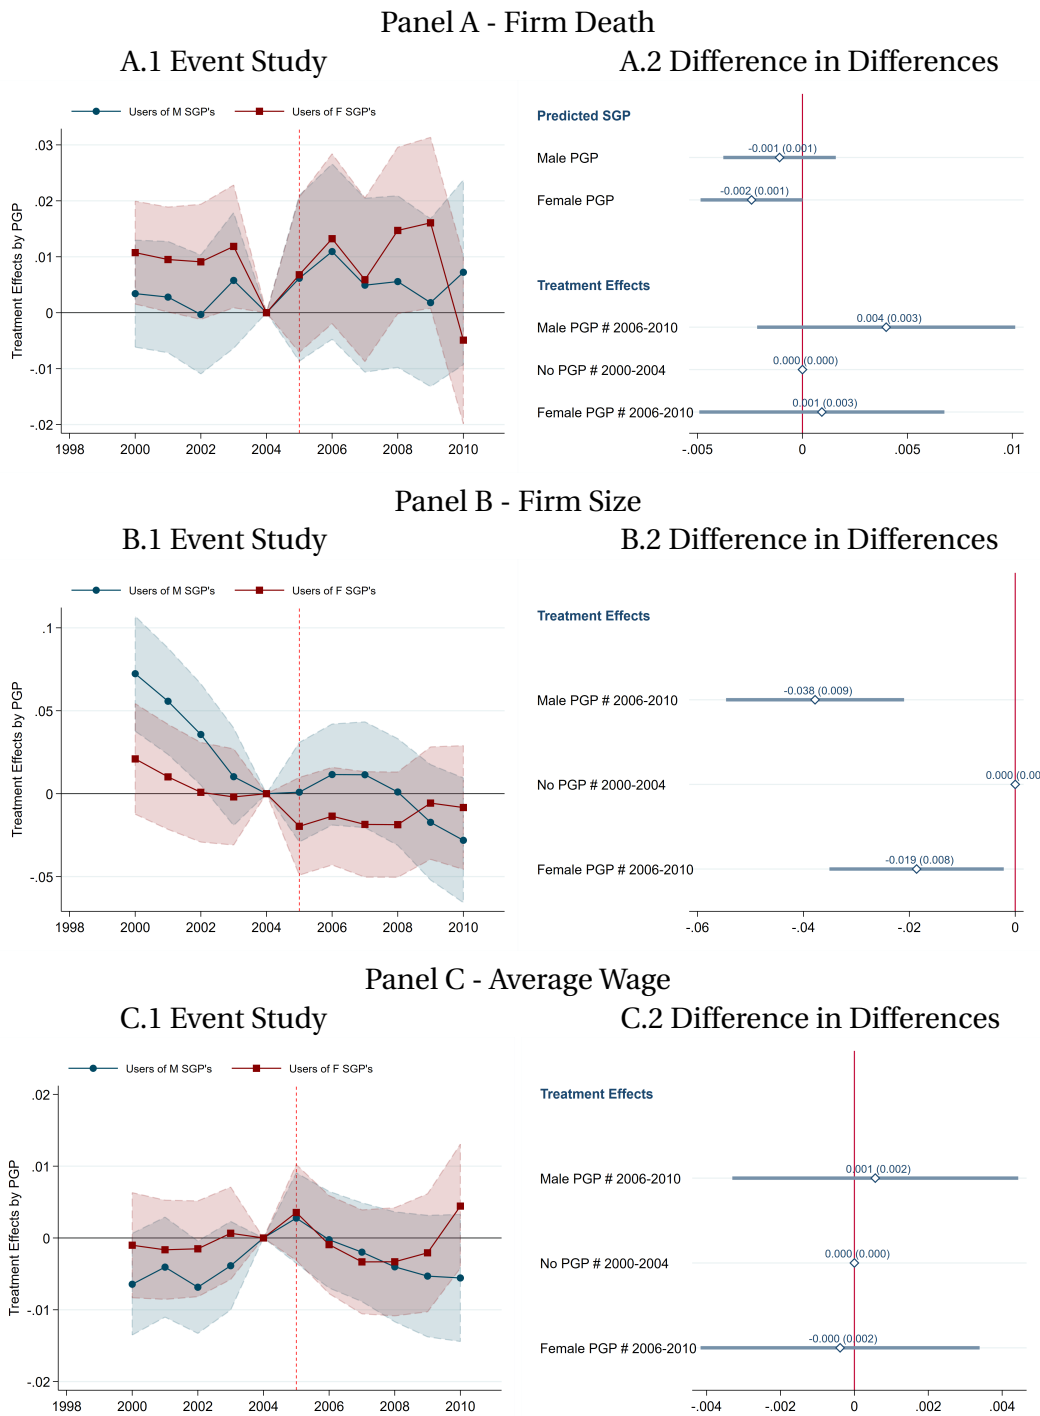 Panel A - Firm Death
A.1 Event Study
A.2 Difference in Differences
Users of M SGP's
Users of F SGP's
Treatment Effects by PGP
.03
.02
.01
0
-.01
-.02
1998 2000 2002 2004 2006 2008 2010
Predicted SGP
-0.001 (0.001)
Male PGP
-0.002 (0.001)
Female PGP
Treatment Effects
0.004 (0.003)
Male PGP # 2006-2010
0.000 (0.000)
No PGP # 2000-2004
0.001 (0.003)
Female PGP # 2006-2010
-.005 0 .005 .01
Panel B - Firm Size
B.1 Event Study
B.2 Difference in Differences
Users of M SGP's
Users of F SGP's
Treatment Effects by PGP
.1
.05
0
-.05
1998 2000 2002 2004 2006 2008 2010
Treatment Effects
-0.038 (0.009)
Male PGP # 2006-2010
0.000 (0.00
No PGP # 2000-2004
-0.019 (0.008)
Female PGP # 2006-2010
-.06 -.04 -.02 0
Panel C - Average Wage
C.1 Event Study
C.2 Difference in Differences
Users of M SGP's
Users of F SGP's
Treatment Effects by PGP
.02
.01
0
-.01
-.02
1998 2000 2002 2004 2006 2008 2010
Treatment Effects
0.001 (0.002)
Male PGP # 2006-2010
0.000 (0.000)
No PGP # 2000-2004
-0.000 (0.002)
Female PGP # 2006-2010
-.004 -.002 0 .002 .004